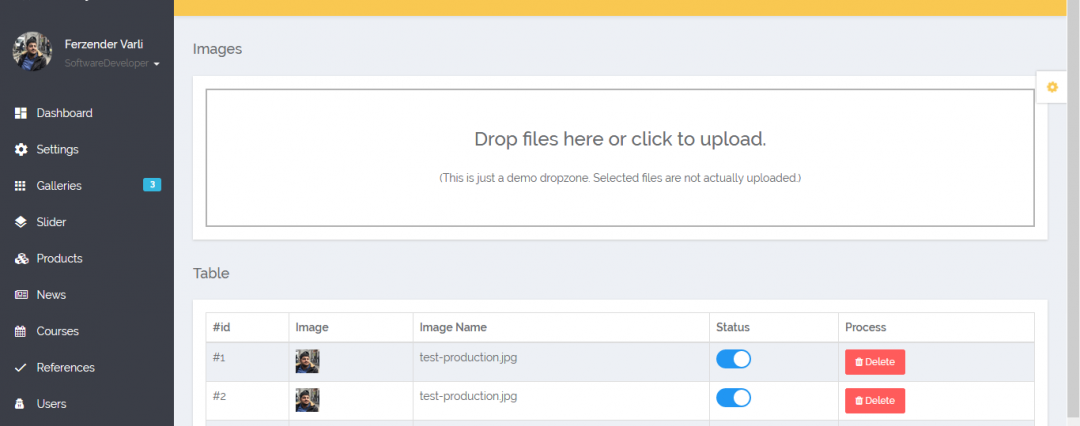 Ferzender Varli
SoftwareDeveloper
Dashboard
Settings
Galleries 3
Slider
Products
News
Courses
References
Users
Images
Drop files here or click to upload.
(This is just a demo dropzone. Selected files are not actually uploaded.)
Table
#id Image Image Name Status Process
#1 test-production.jpg Delete
#2 test-production.jpg Delete